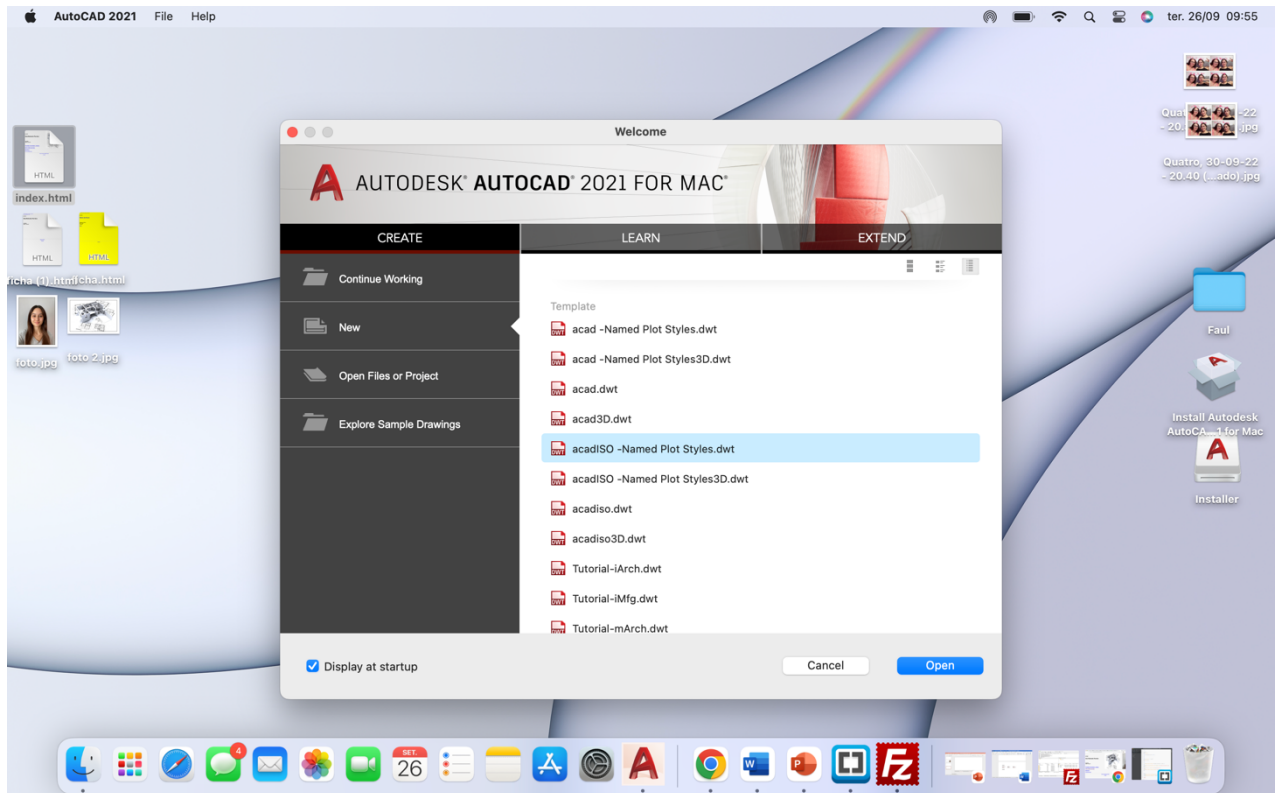 AutoCAD 2021 File Help ter. 26/09 09:55
Welcome
AUTODESK® AUTOCAD® 2021 FOR MAC®
CREATE LEARN EXTEND
Continue Working
New
Open Files or Project
Explore Sample Drawings
Template
acad -Named Plot Styles.dwt
acad -Named Plot Styles3D.dwt
acad.dwt
acad3D.dwt
acadISO -Named Plot Styles.dwt
acadISO -Named Plot Styles3D.dwt
acadiso.dwt
acadiso3D.dwt
Tutorial-iArch.dwt
Tutorial-iMfg.dwt
Tutorial-mArch.dwt
Display at startup
Cancel Open
HTML
index.html
HTML HTML
foto.jpg foto 2.jpg
Quatro, 30-09-22
- 20.40 (...ado).jpg
Faul
Install Autodesk
AutoCA...1 for Mac
Installer
4
SET.
26